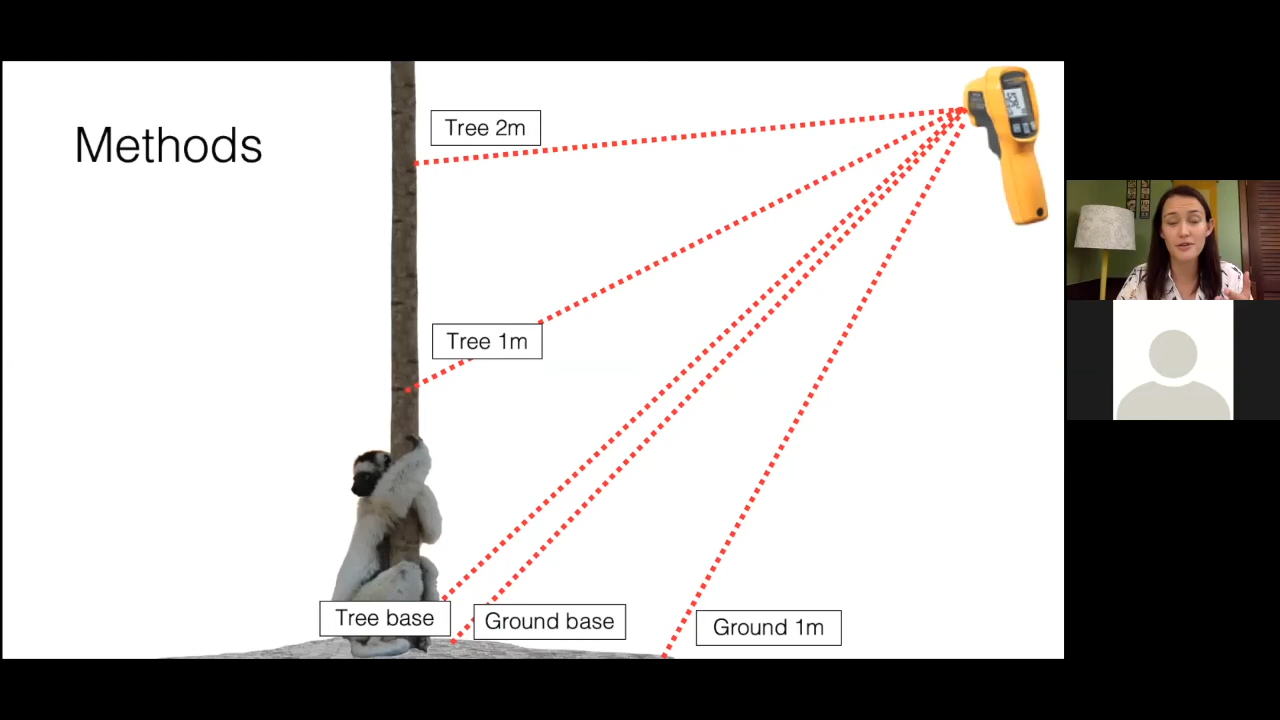 Methods
Tree 2m
Tree 1m
Tree base
Ground base
Ground 1m